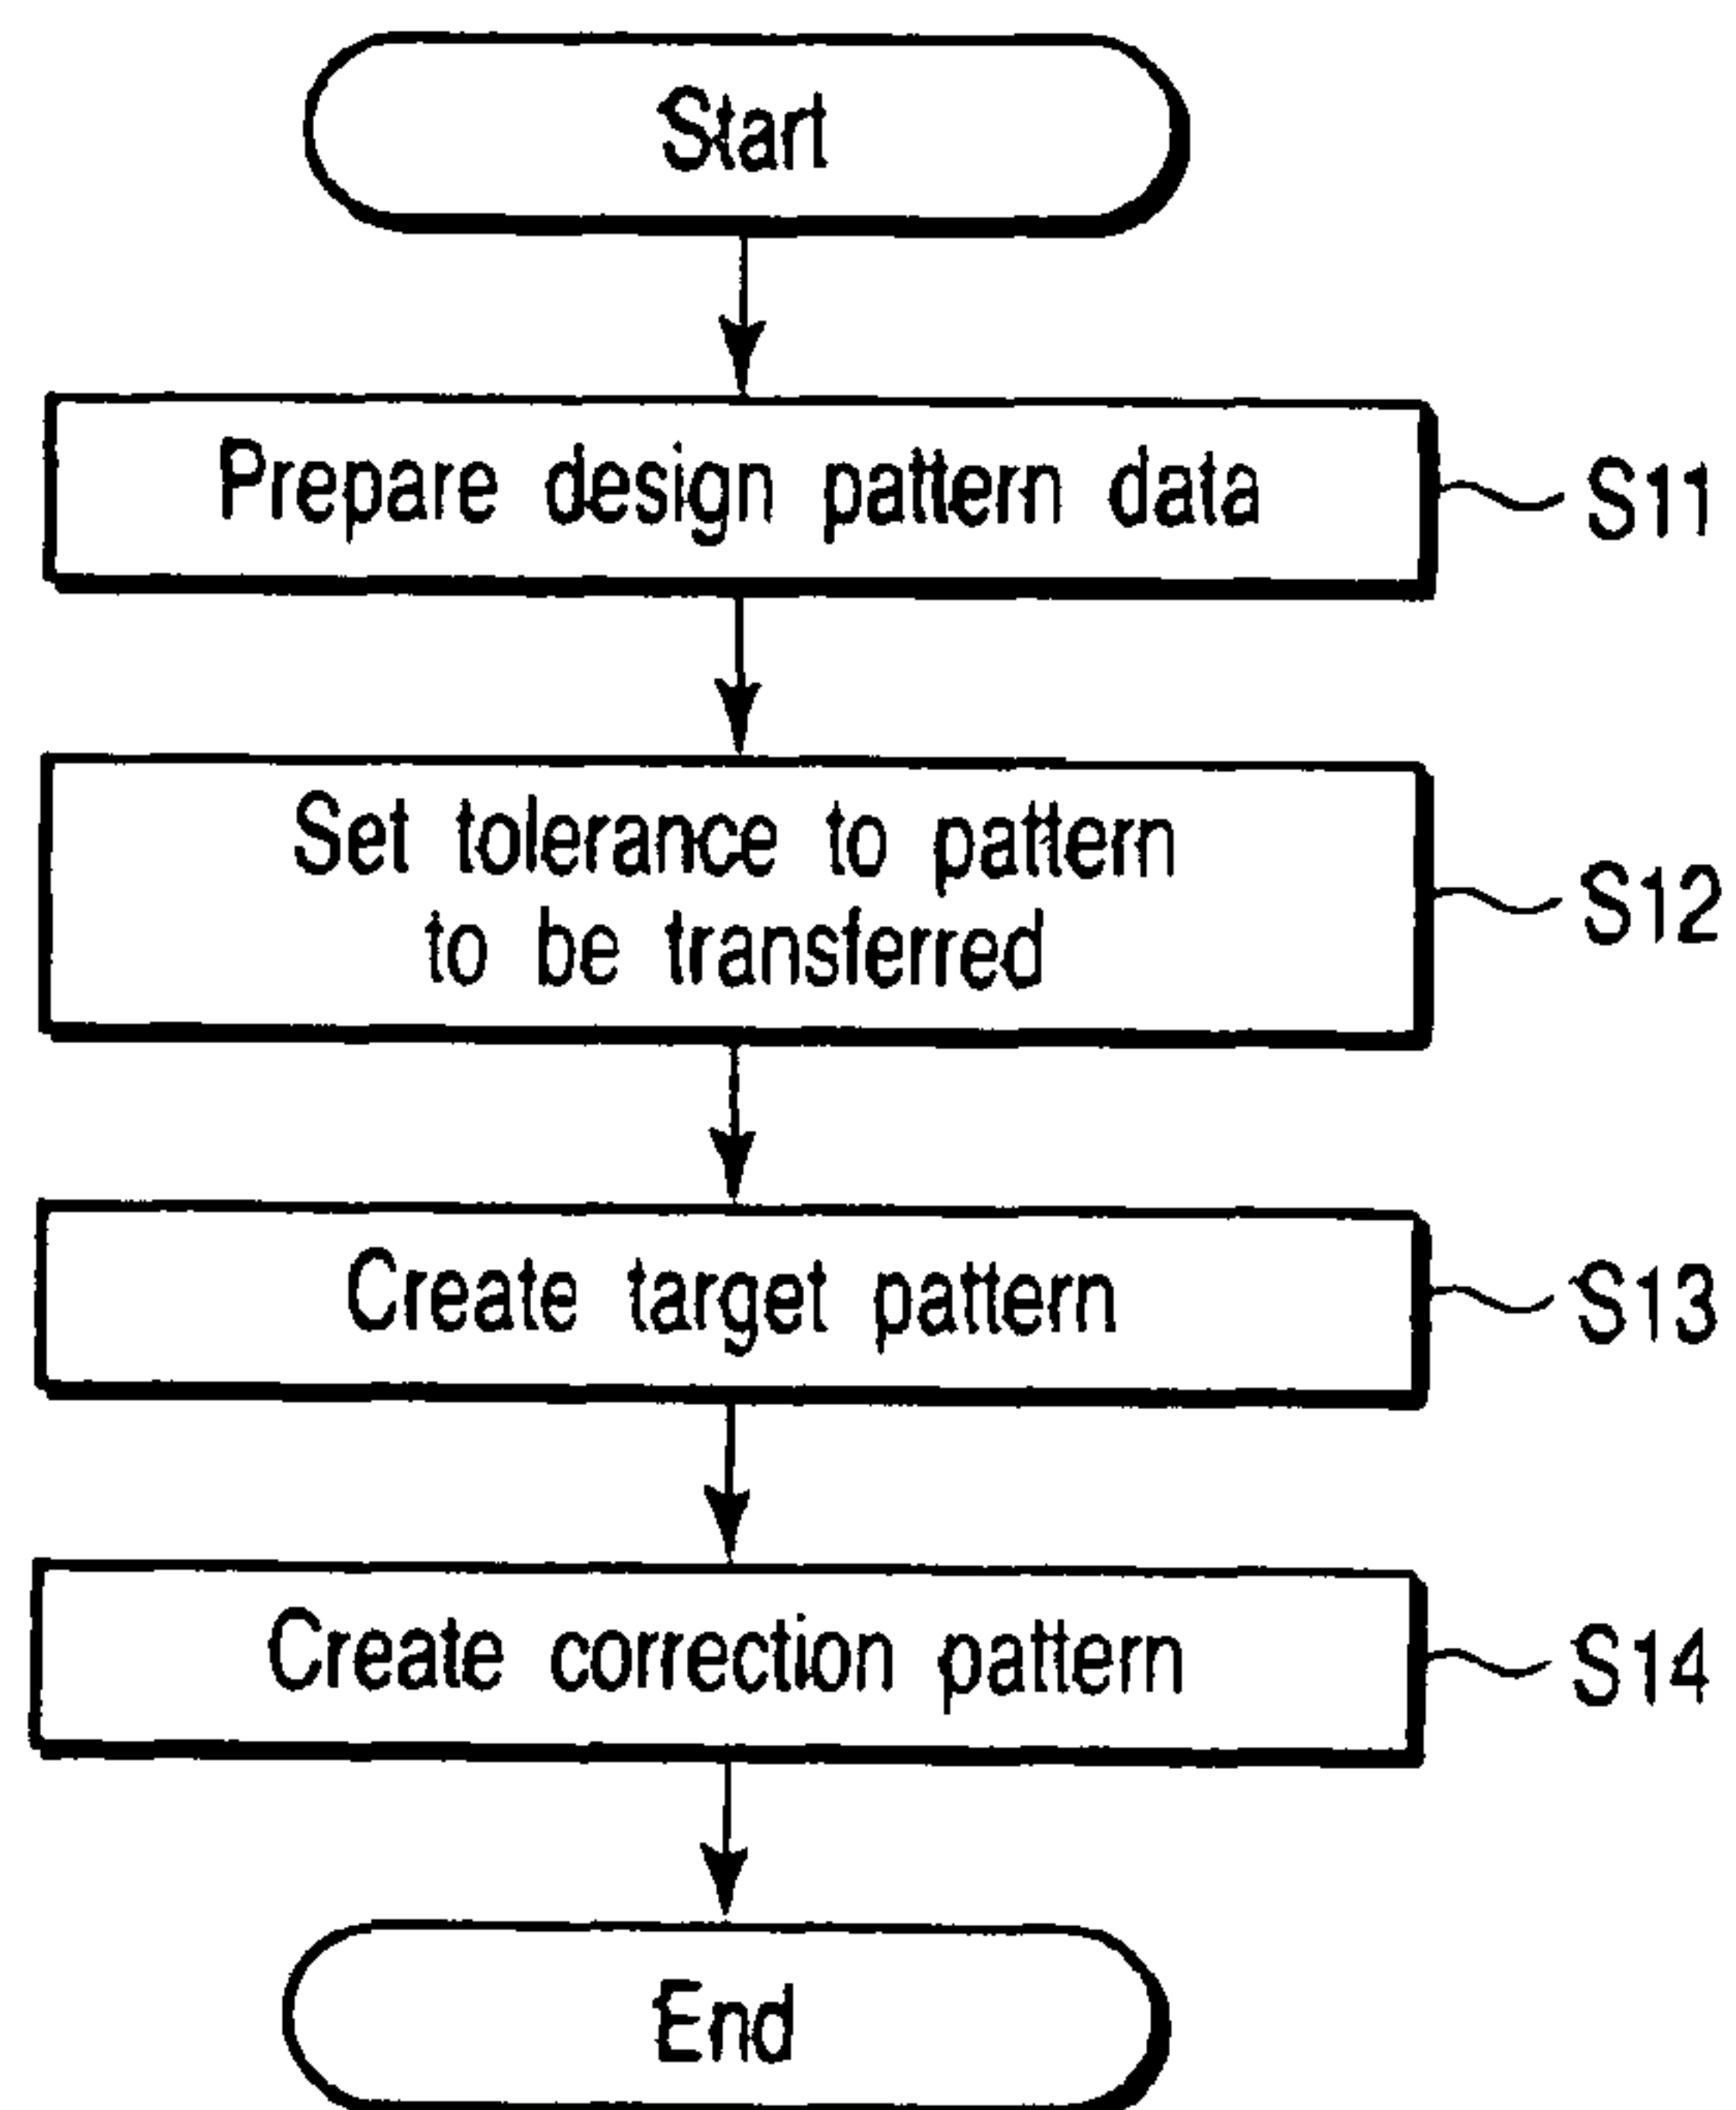 Start
Prepare design pattern data
S11
Set tolerance to pattern
to be transferred
S12
Create target pattern
S13
Create correction pattern
S14
End